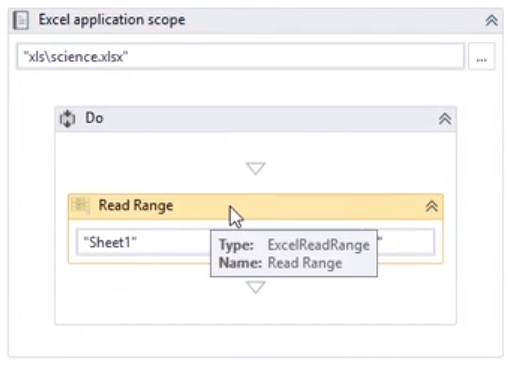 Excel application scope
"xls\science.xlsx"
...
Do
Read Range
"Sheet1"
"
Type: ExcelReadRange
Name: Read Range